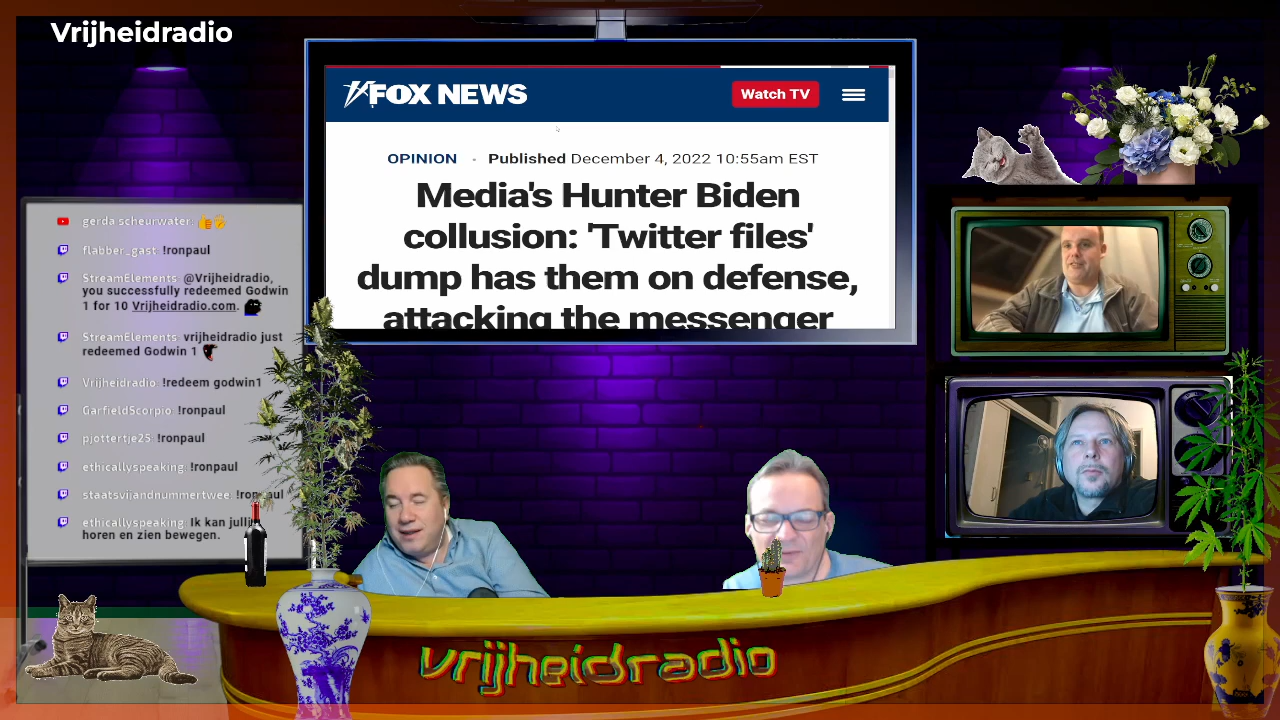 Vrijheidradio
FOX NEWS
Watch TV
OPINION · Published December 4, 2022 10:55am EST
Media's Hunter Biden
collusion: 'Twitter files'
dump has them on defense,
attacking the messenger
gerda scheurwater:
flabber_gast: !ronpaul
StreamElements: @Vrijheidradio,
you successfully redeemed Godwin
1 for 10 Vrijheidradio.com.
StreamElements: vrijheidradio just
redeemed Godwin 1
Vrijheidradio: !redeem godwin1
GarfieldScorpio: !ronpaul
pjottertje25: !ronpaul
ethicallyspeaking: !ronpaul
staatsvijandnummertwee: !ronpaul
ethicallyspeaking: Ik kan jullie
horen en zien bewegen.
vrijheidradio